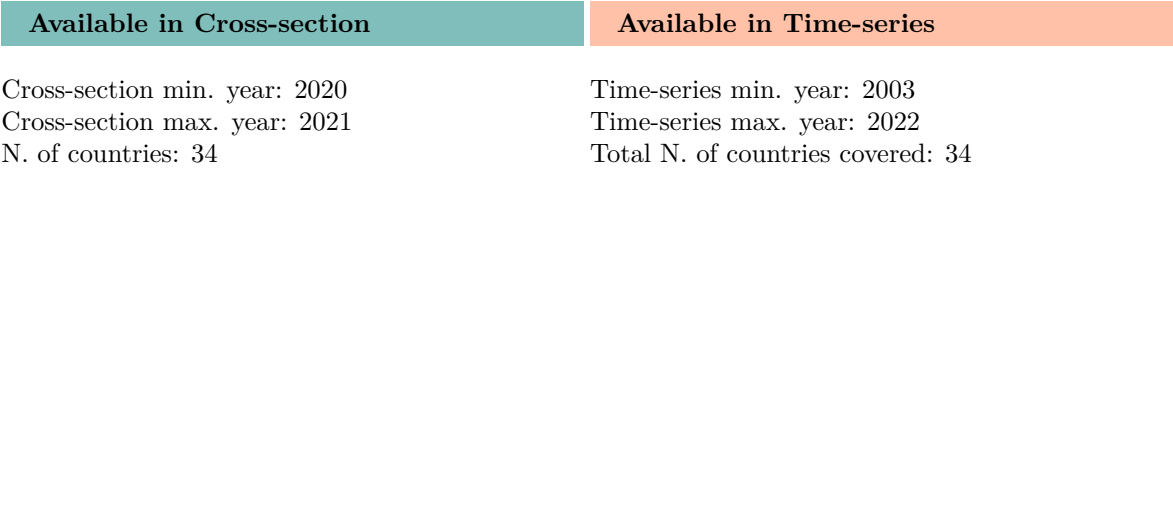 Available in Cross-section
Cross-section min. year: 2020
Cross-section max. year: 2021
N. of countries: 34
Available in Time-series
Time-series min. year: 2003
Time-series max. year: 2022
Total N. of countries covered: 34